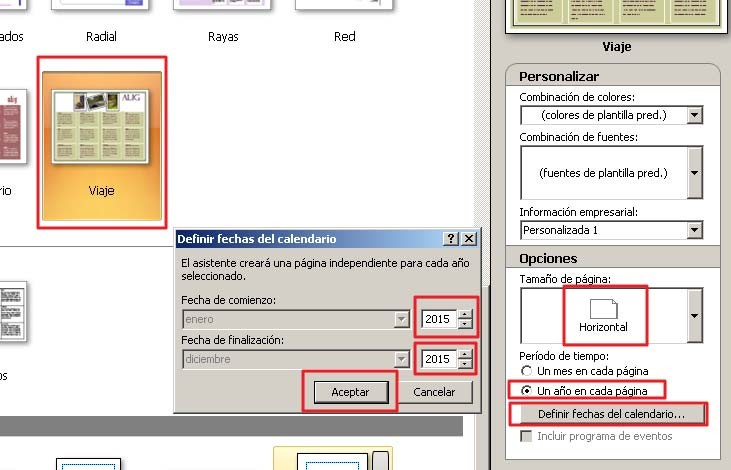 ados
Radial
Rayas
Red
Viaje
alig
ALIG
rio
Viaje
Personalizar
Combinación de colores:
(colores de plantilla pred.)
Combinación de fuentes:
(fuentes de plantilla pred.)
Información empresarial:
Personalizada 1
Opciones
Tamaño de página:
Horizontal
Período de tiempo:
Un mes en cada página
Un año en cada página
Definir fechas del calendario...
Incluir programa de eventos
Definir fechas del calendario
El asistente creará una página independiente para cada año
seleccionado.
Fecha de comienzo:
enero
2015
Fecha de finalización:
diciembre
2015
Aceptar
Cancelar
os